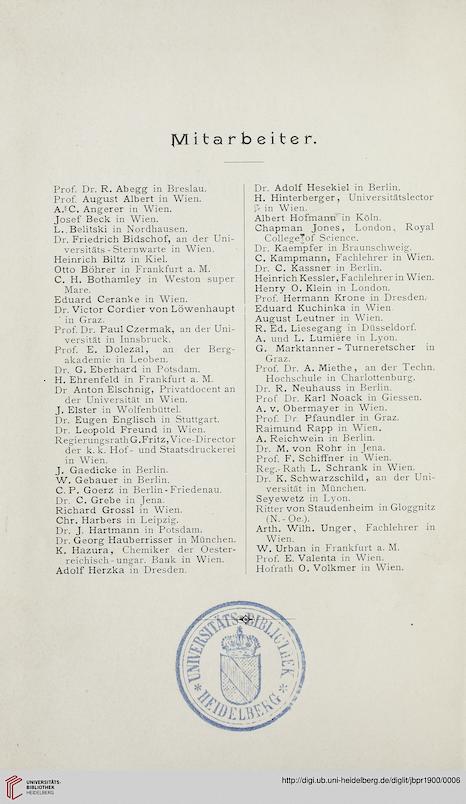 Mitarbeiter.
Prof. Dr. R. Abegg in Breslau.
Prof. August Albert in Wien.
A. C. Angerer in Wien.
Josef Beck in Wien.
L. Belitski in Nordhausen.
Dr. Friedrich Bidschof, an der Uni-
versitäts-Sternwarte in Wien.
Heinrich Biltz in Kiel.
Otto Böhrer in Frankfurt a. M.
C. H. Bothamley in Weston super
Mare.
Eduard Ceranke in Wien.
Dr. Victor Cordier von Löwenhaupt
in Graz.
Prof. Dr. Paul Czermak, an der Uni-
versität in Innsbruck.
Prof. E. Dolezal, an der Berg-
akademie in Leoben.
Dr. G. Eberhard in Potsdam.
H. Ehrenfeld in Frankfurt a. M.
Dr Anton Elschnig, Privatdocent an
der Universität in Wien.
J. Elster in Wolfenbüttel.
Dr. Eugen Englisch in Stuttgart.
Dr. Leopold Freund in Wien.
Regierungsrath G. Fritz, Vice-Director
der k. k. Hof- und Staatsdruckerei
in Wien.
J. Gaedicke in Berlin.
W. Gebauer in Berlin.
C. P. Goerz in Berlin-Friedenau.
Dr. C. Grebe in Jena.
Richard Grossl in Wien.
Chr. Harbers in Leipzig.
Dr. J. Hartmann in Potsdam.
Dr. Georg Hauberrisser in München.
K. Hazura, Chemiker der Oester-
reichisch-ungar. Bank in Wien.
Adolf Herzka in Dresden.
Dr. Adolf Hesekiel in Berlin.
H. Hinterberger, Universitätslector
in Wien.
Albert Hofmann in Köln.
Chapman Jones, London, Royal
College of Science.
Dr. Kaempfer in Braunschweig.
C. Kampmann, Fachlehrer in Wien.
Dr. C. Kassner in Berlin.
Heinrich Kessler, Fachlehrer in Wien.
Henry O. Klein in London.
Prof. Hermann Krone in Dresden.
Eduard Kuchinka in Wien.
August Leutner in Wien.
R. Ed. Liesegang in Düsseldorf.
A. und L. Lumière in Lyon.
G. Marktanner-Turneretscher in
Graz.
Prof. Dr. A. Miethe, an der Techn.
Hochschule in Charlottenburg.
Dr. R. Neuhauss in Berlin.
Prof Dr. Karl Noack in Giessen.
A. v. Obermayer in Wien.
Prof. Dr. Pfaundler in Graz.
Raimund Rapp in Wien.
A. Reichwein in Berlin.
Dr. M. von Rohr in Jena.
Prof. F. Schiffner in Wien.
Reg.-Rath L. Schrank in Wien.
Dr. K. Schwarzschild, an der Uni-
versität in München.
Seyewetz in Lyon.
Ritter von Staudenheim in Gloggnitz
(N.-Oe.).
Arth. Wilh. Unger, Fachlehrer in
Wien.
W. Urban in Frankfurt a. M.
Prof. E. Valenta in Wien.
Hofrath O. Volkmer in Wien.
UNIVERSITÄTS-BIBLIOTHEK
* HEIDELBERG *
UNIVERSITÄTS-
BIBLIOTHEK
HEIDELBERG
http://digi.ub.uni-heidelberg.de/diglit/jbpr1900/0006